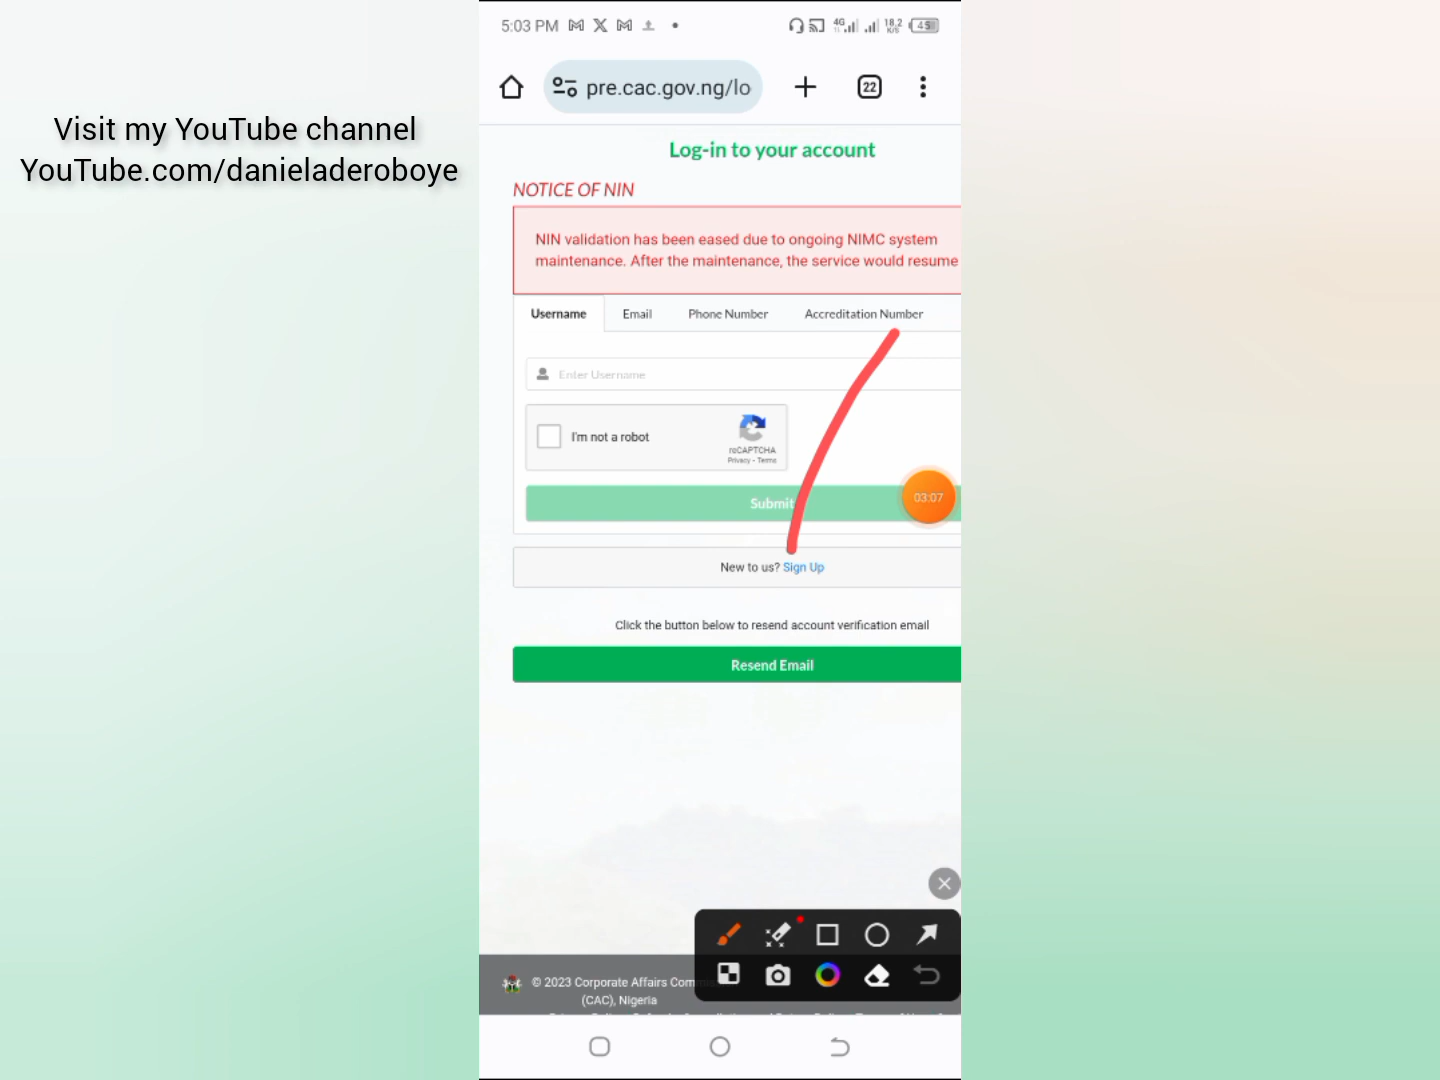 Visit my YouTube channel
YouTube.com/danieladeroboye
5:03 PM
4G
18.2
K/S
45
pre.cac.gov.ng/lo
22
Log-in to your account
NOTICE OF NIN
NIN validation has been eased due to ongoing NIMC system
maintenance. After the maintenance, the service would resume
Username Email Phone Number Accreditation Number
Enter Username
I'm not a robot
reCAPTCHA
Privacy - Terms
Submit
03:07
New to us? Sign Up
Click the button below to resend account verification email
Resend Email
© 2023 Corporate Affairs Com
(CAC), Nigeria